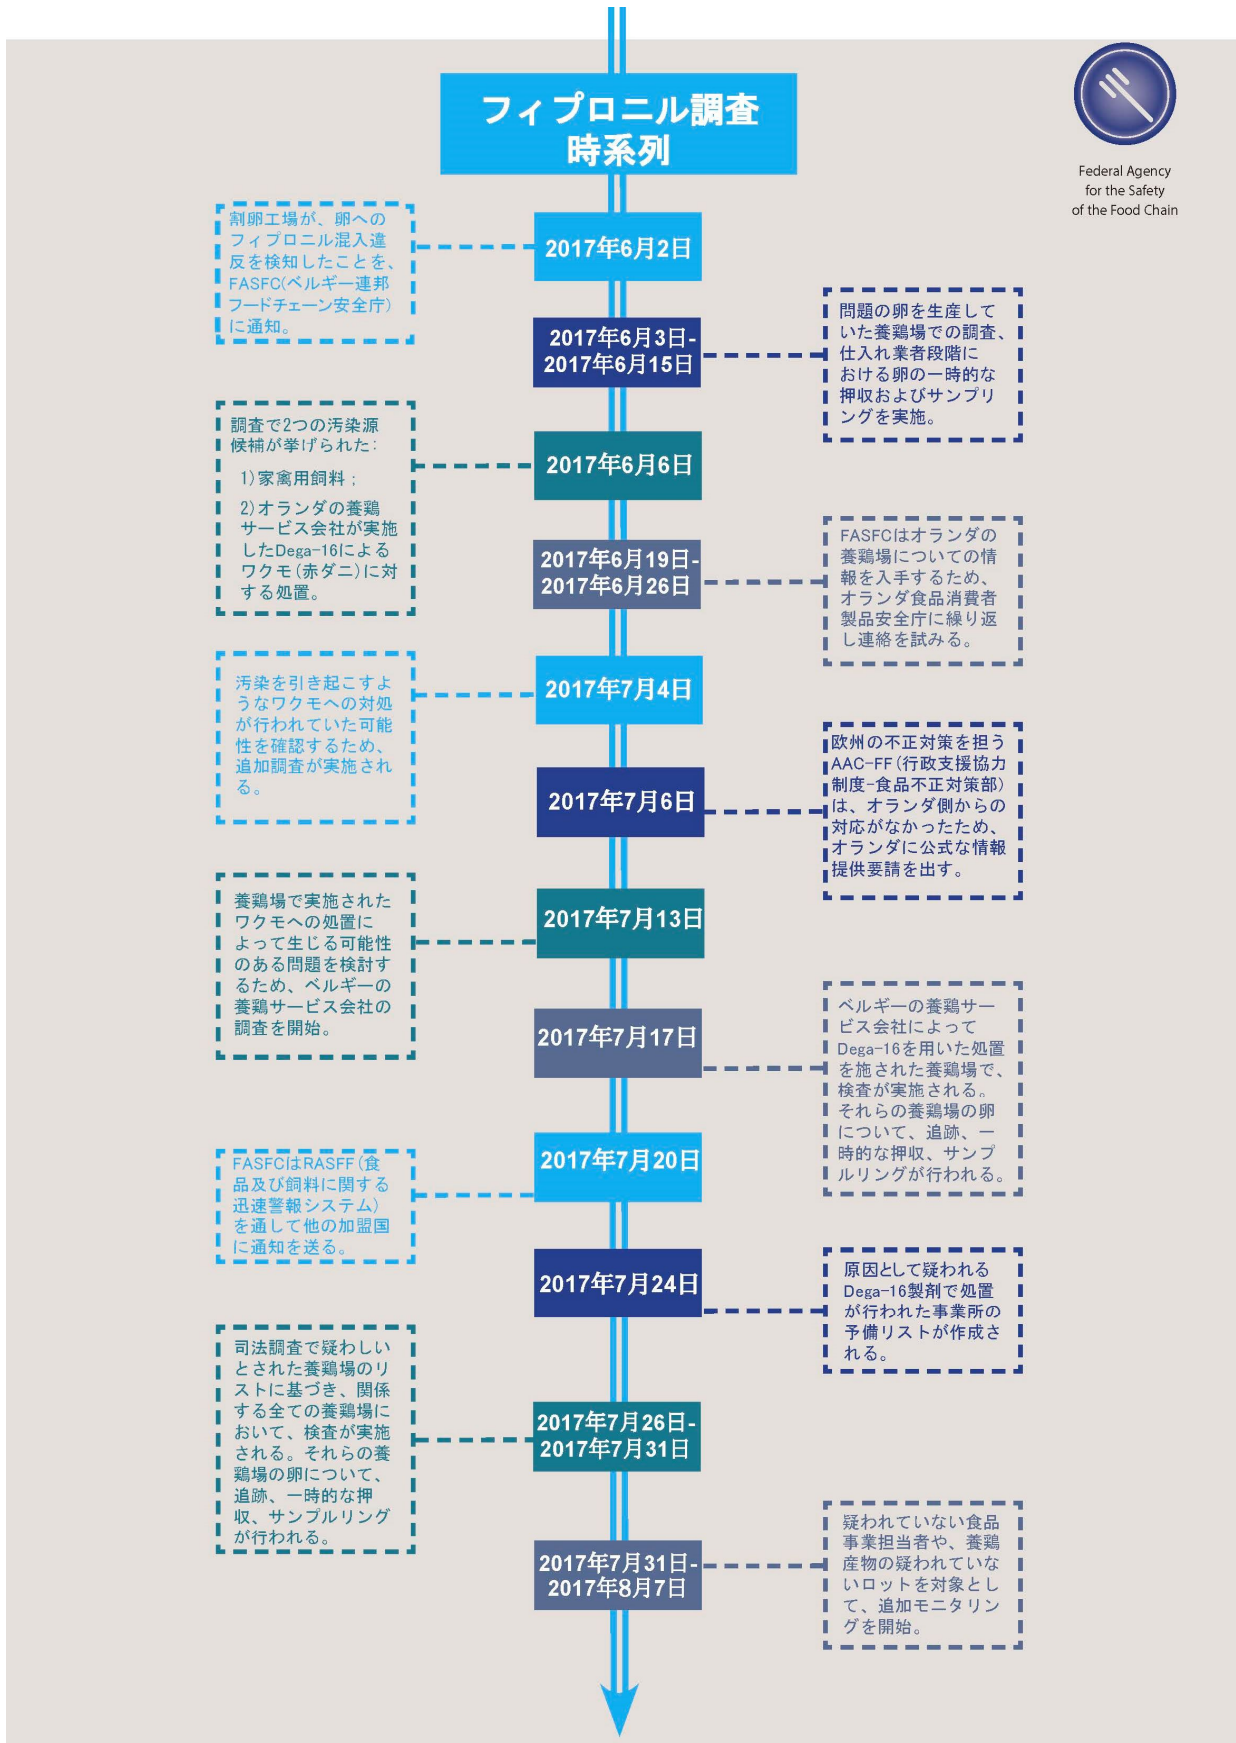 フィプロニル調査
時系列
Federal Agency
for the Safety
of the Food Chain
2017年6月2日
割卵工場が、卵への
フィプロニル混入違
反を検知したことを、
FASFC(ベルギー連邦
フードチェーン安全庁)
に通知。
2017年6月3日-
2017年6月15日
問題の卵を生産して
いた養鶏場での調査、
仕入れ業者段階に
おける卵の一時的な
押収およびサンプリ
ングを実施。
2017年6月6日
調査で2つの汚染源
候補が挙げられた:
1)家禽用飼料;
2)オランダの養鶏
サービス会社が実施
したDega-16による
ワクモ(赤ダニ)に対
する処置。
2017年6月19日-
2017年6月26日
FASFCはオランダの
養鶏場についての情
報を入手するため、
オランダ食品消費者
製品安全庁に繰り返
し連絡を試みる。
2017年7月4日
汚染を引き起こすよ
うなワクモへの対処
が行われていた可能
性を確認するため、
追加調査が実施され
る。
2017年7月6日
欧州の不正対策を担う
AAC-FF(行政支援協力
制度-食品不正対策部)
は、オランダ側からの
対応がなかったため、
オランダに公式な情報
提供要請を出す。
2017年7月13日
養鶏場で実施された
ワクモへの処置に
よって生じる可能性
のある問題を検討す
るため、ベルギーの
養鶏サービス会社の
調査を開始。
2017年7月17日
ベルギーの養鶏サー
ビス会社によって
Dega-16を用いた処置
を施された養鶏場で、
検査が実施される。
それらの養鶏場の卵
について、追跡、一
時的な押収、サンプ
ルリングが行われる。
2017年7月20日
FASFCはRASFF(食
品及び飼料に関する
迅速警報システム)
を通して他の加盟国
に通知を送る。
2017年7月24日
原因として疑われる
Dega-16製剤で処置
が行われた事業所の
予備リストが作成さ
れる。
2017年7月26日-
2017年7月31日
司法調査で疑わしい
とされた養鶏場のリ
ストに基づき、関係
する全ての養鶏場に
おいて、検査が実施
される。それらの養
鶏場の卵について、
追跡、一時的な押
収、サンプルリング
が行われる。
2017年7月31日-
2017年8月7日
疑われていない食品
事業担当者や、養鶏
産物の疑われていな
いロットを対象とし
て、追加モニタリン
グを開始。